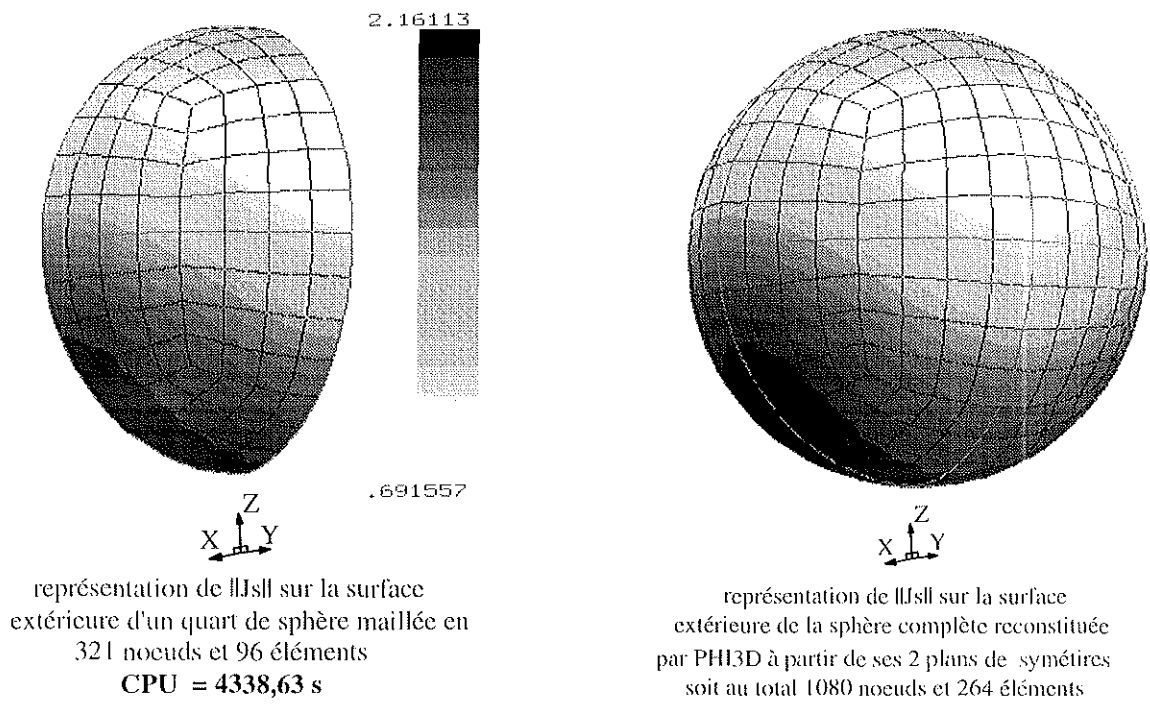 2.16113
.691557
Z
X
Y
représentation de ||Js|| sur la surface
extérieure d'un quart de sphère maillée en
321 noeuds et 96 éléments
CPU = 4338,63 s
Z
X
Y
représentation de ||Js|| sur la surface
extérieure de la sphère complète reconstituée
par PHI3D à partir de ses 2 plans de symétires
soit au total 1080 noeuds et 264 éléments